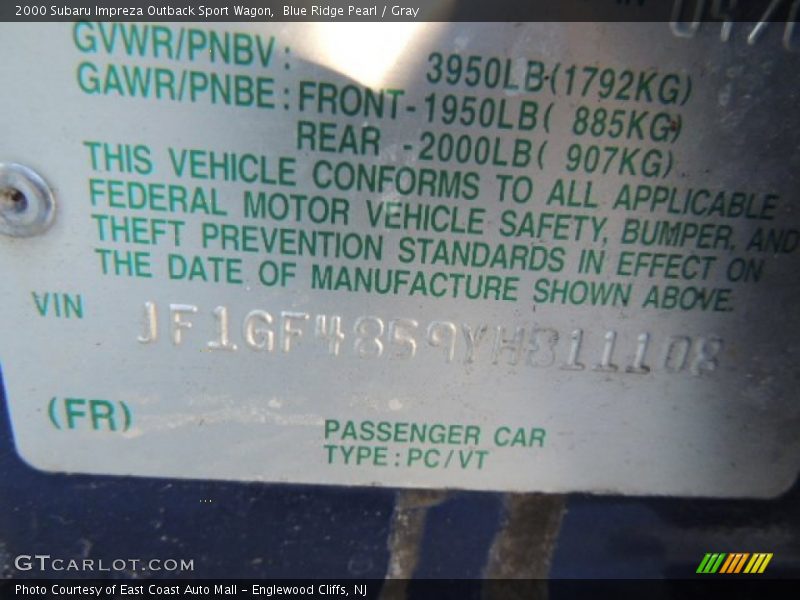 2000 Subaru Impreza Outback Sport Wagon, Blue Ridge Pearl / Gray
GVWR/PNBV: 3950LB(1792KG)
GAWR/PNBE: FRONT-1950LB( 885KG)
REAR -2000LB( 907KG)
THIS VEHICLE CONFORMS TO ALL APPLICABLE
FEDERAL MOTOR VEHICLE SAFETY, BUMPER, AND
THEFT PREVENTION STANDARDS IN EFFECT ON
THE DATE OF MANUFACTURE SHOWN ABOVE.
VIN JF1GF4859YH811108
(FR)
PASSENGER CAR
TYPE: PC/VT
GTCARLOT.COM
Photo Courtesy of East Coast Auto Mall - Englewood Cliffs, NJ